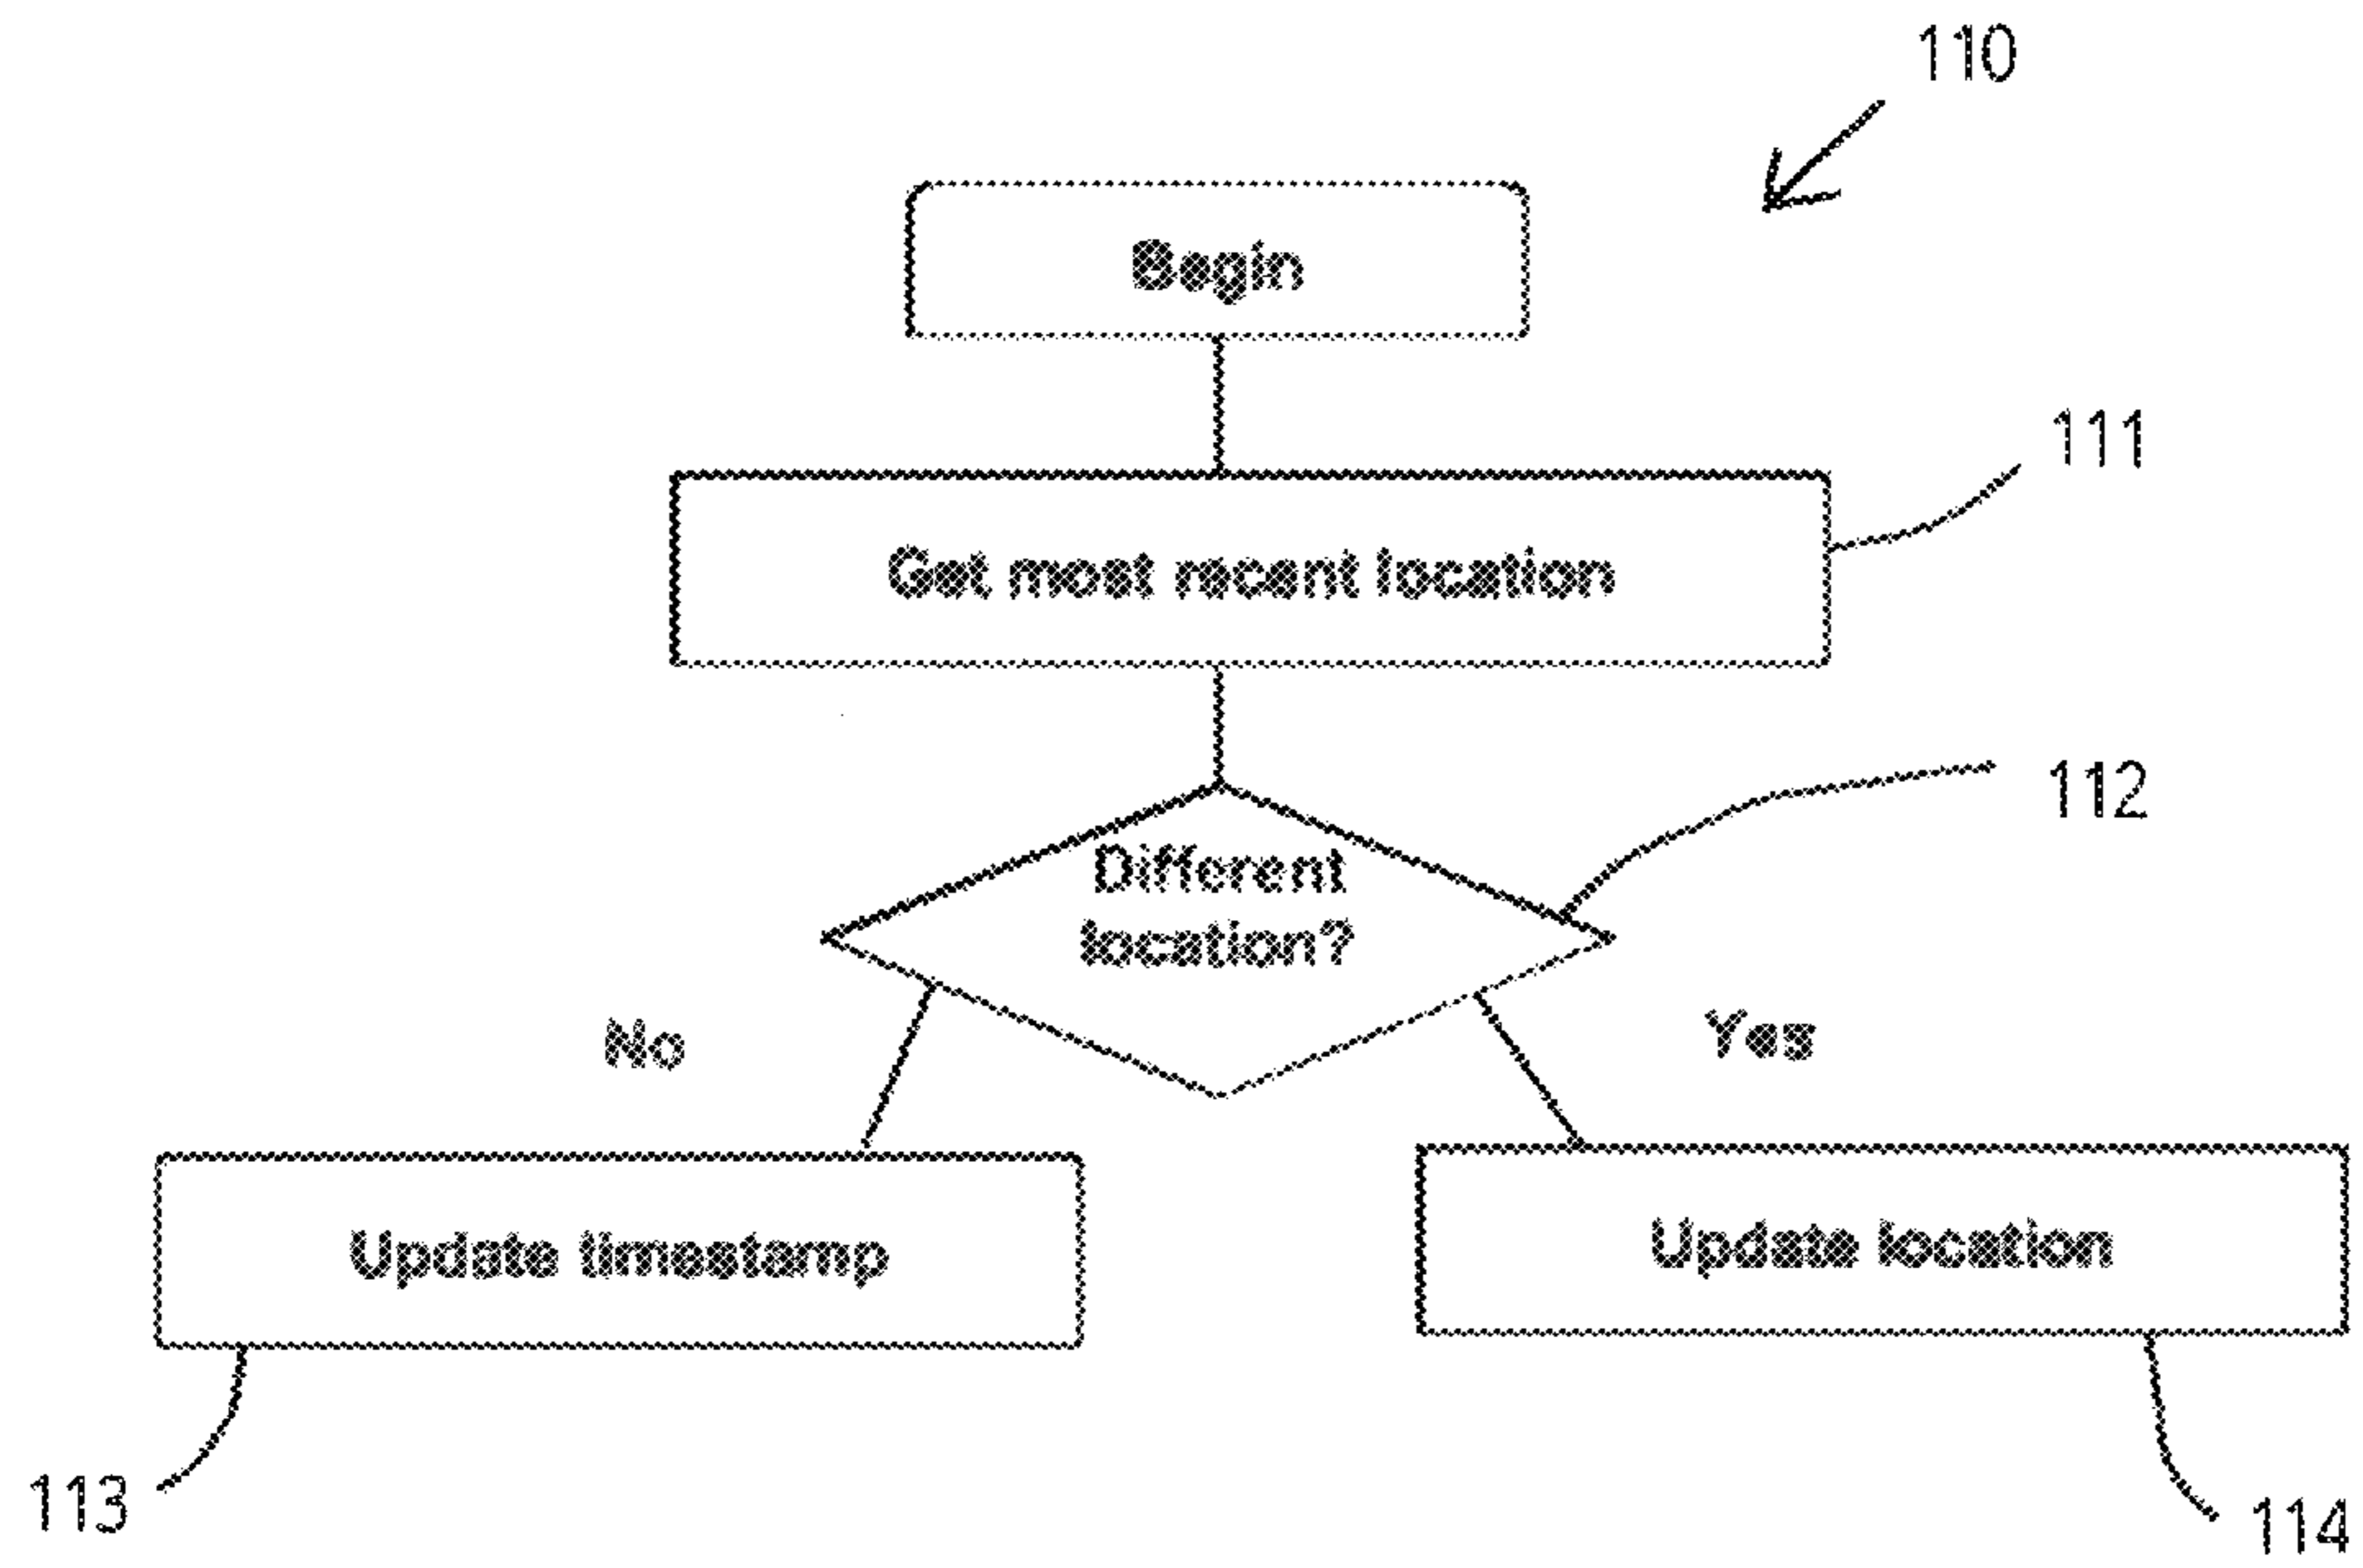 110
Begin
111
Get most recent location
112
Different
location?
No
Yes
Update timestamp
Update location
113
114